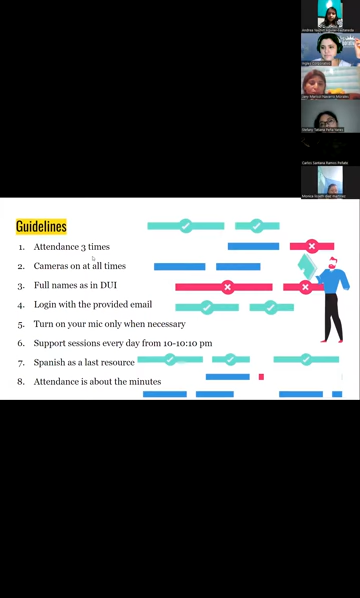 Guidelines
1. Attendance 3 times
2. Cameras on at all times
3. Full names as in DUI
4. Login with the provided email
5. Turn on your mic only when necessary
6. Support sessions every day from 10-10:10 pm
7. Spanish as a last resource
8. Attendance is about the minutes